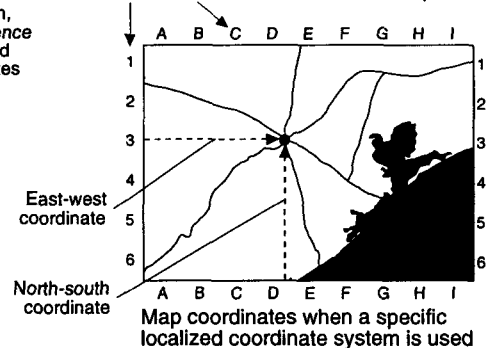 n,
ence
d
tes
A B C D E F G H I
1 1
2 2
3 3
4 4
5 5
6 6
East-west
coordinate
North-south
coordinate
A B C D E F G H I
Map coordinates when a specific
localized coordinate system is used